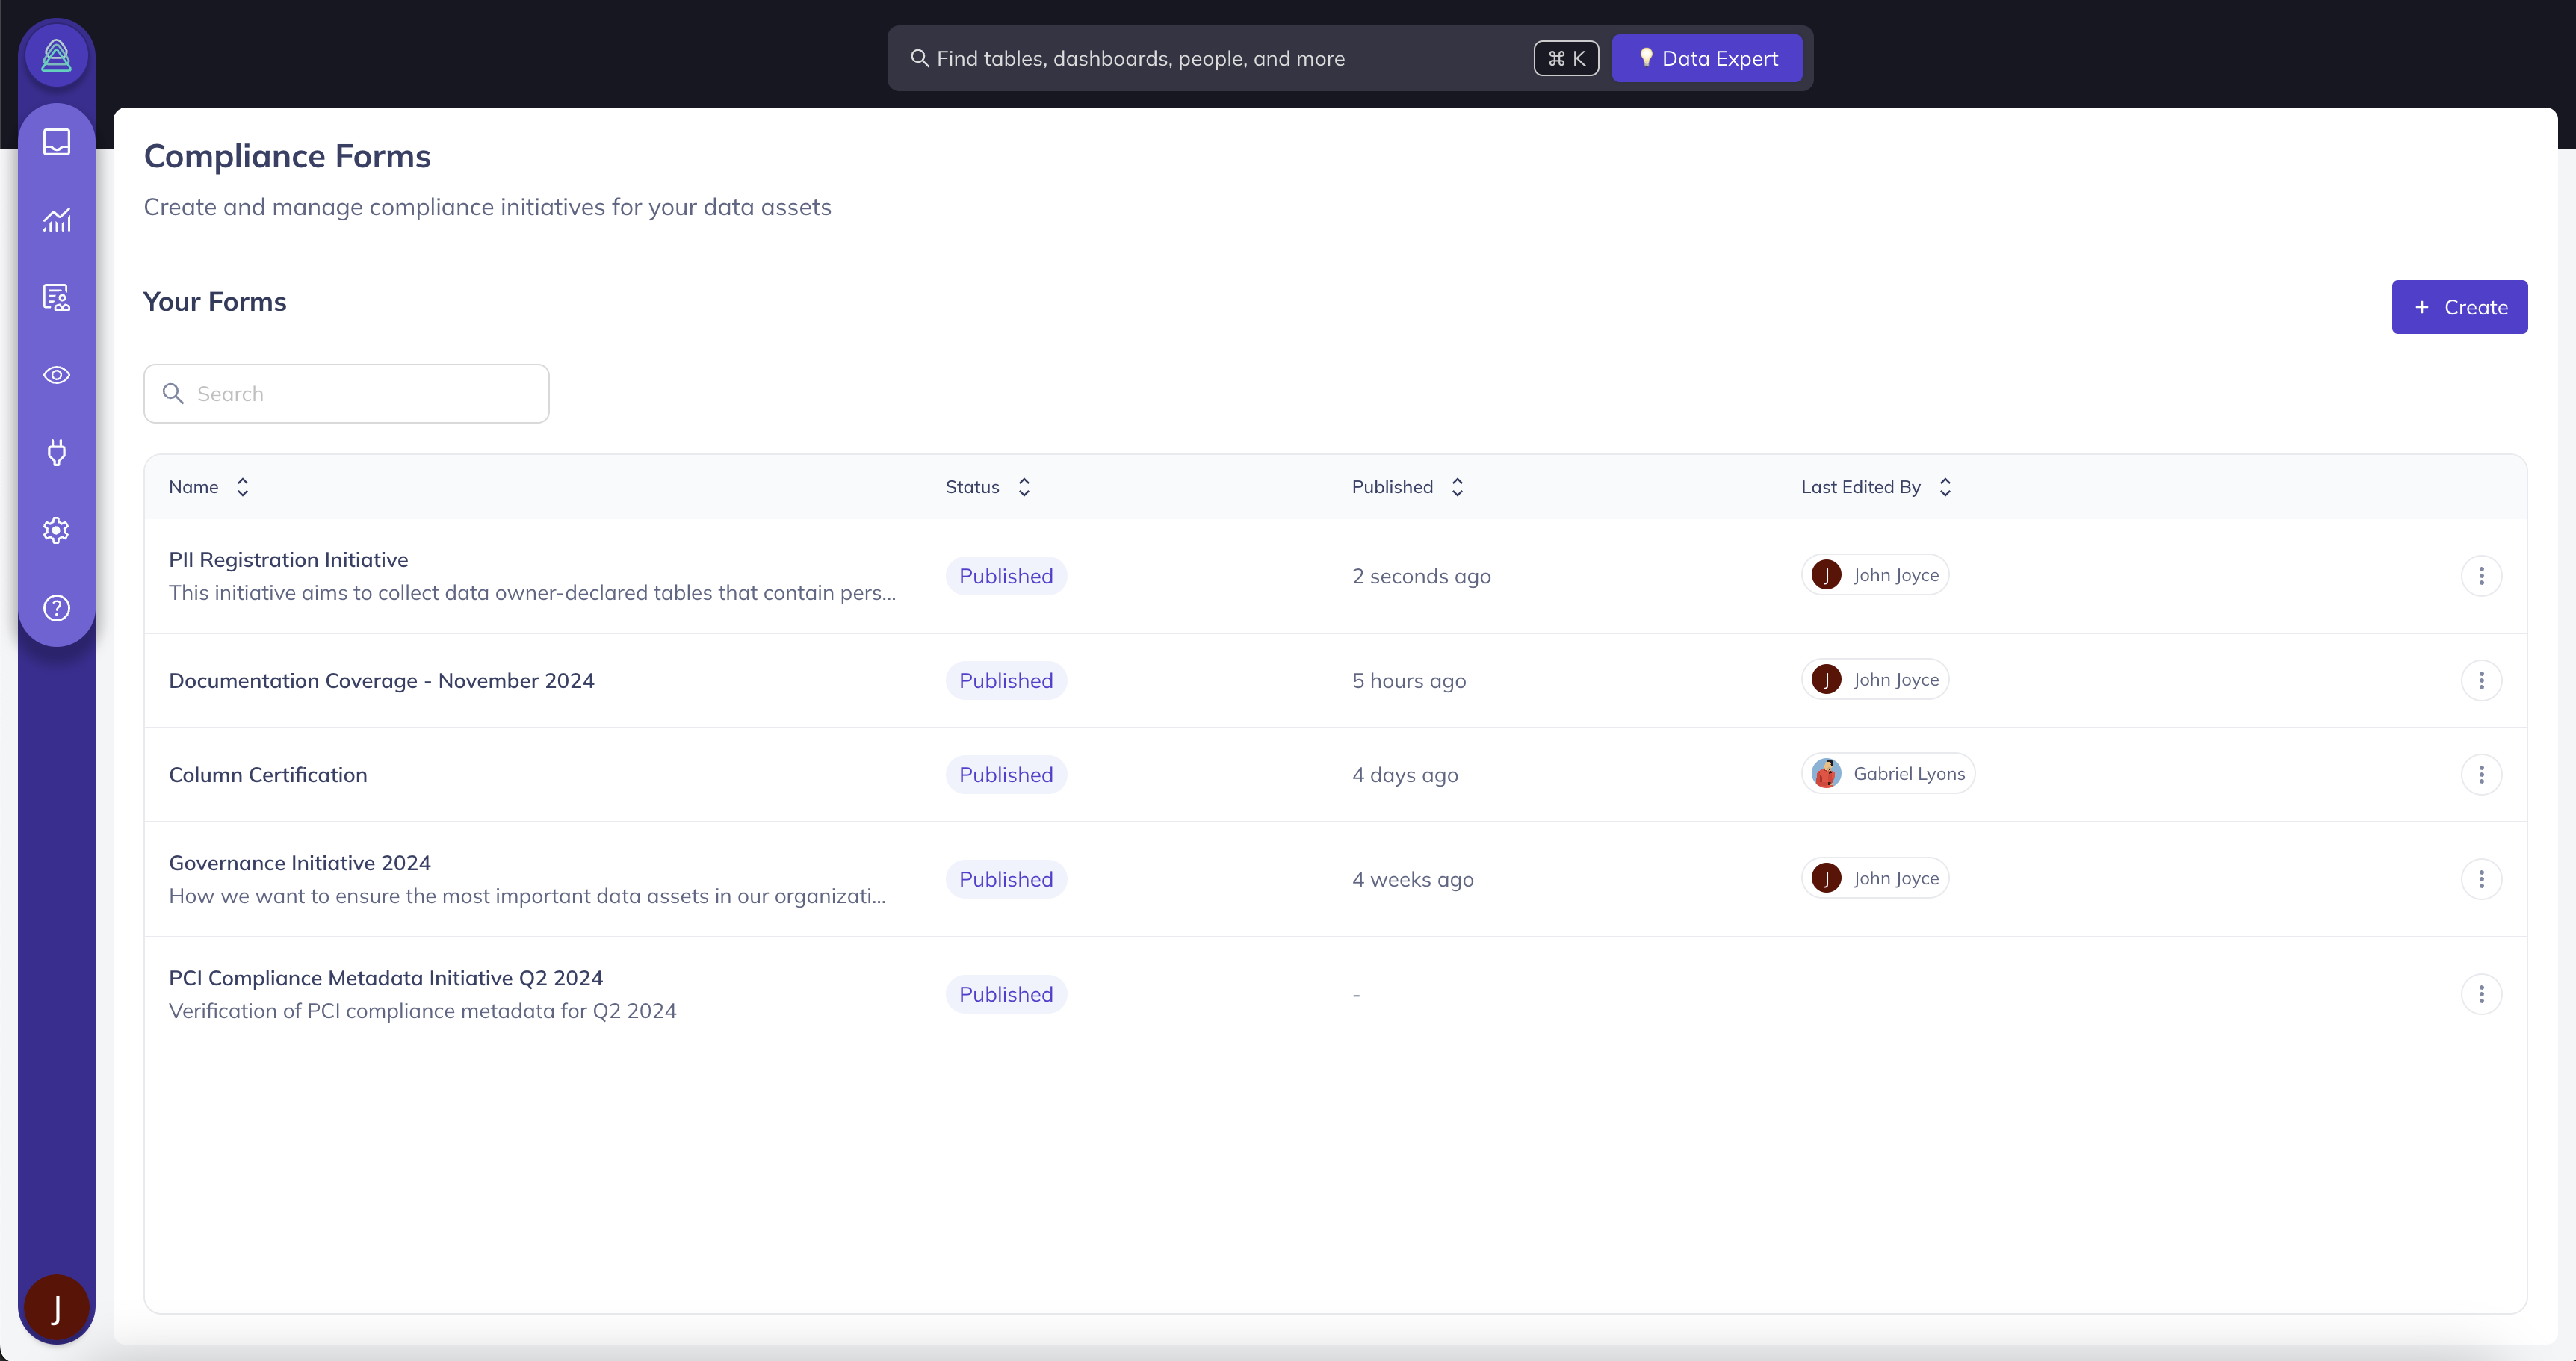 Find tables, dashboards, people, and more
⌘ K
Data Expert
Compliance Forms
Create and manage compliance initiatives for your data assets
Your Forms
+ Create
Search
Name Status Published Last Edited By
PII Registration Initiative
This initiative aims to collect data owner-declared tables that contain pers...
Published 2 seconds ago J John Joyce
Documentation Coverage - November 2024 Published 5 hours ago J John Joyce
Column Certification Published 4 days ago Gabriel Lyons
Governance Initiative 2024
How we want to ensure the most important data assets in our organizati...
Published 4 weeks ago J John Joyce
PCI Compliance Metadata Initiative Q2 2024
Verification of PCI compliance metadata for Q2 2024
Published -
J